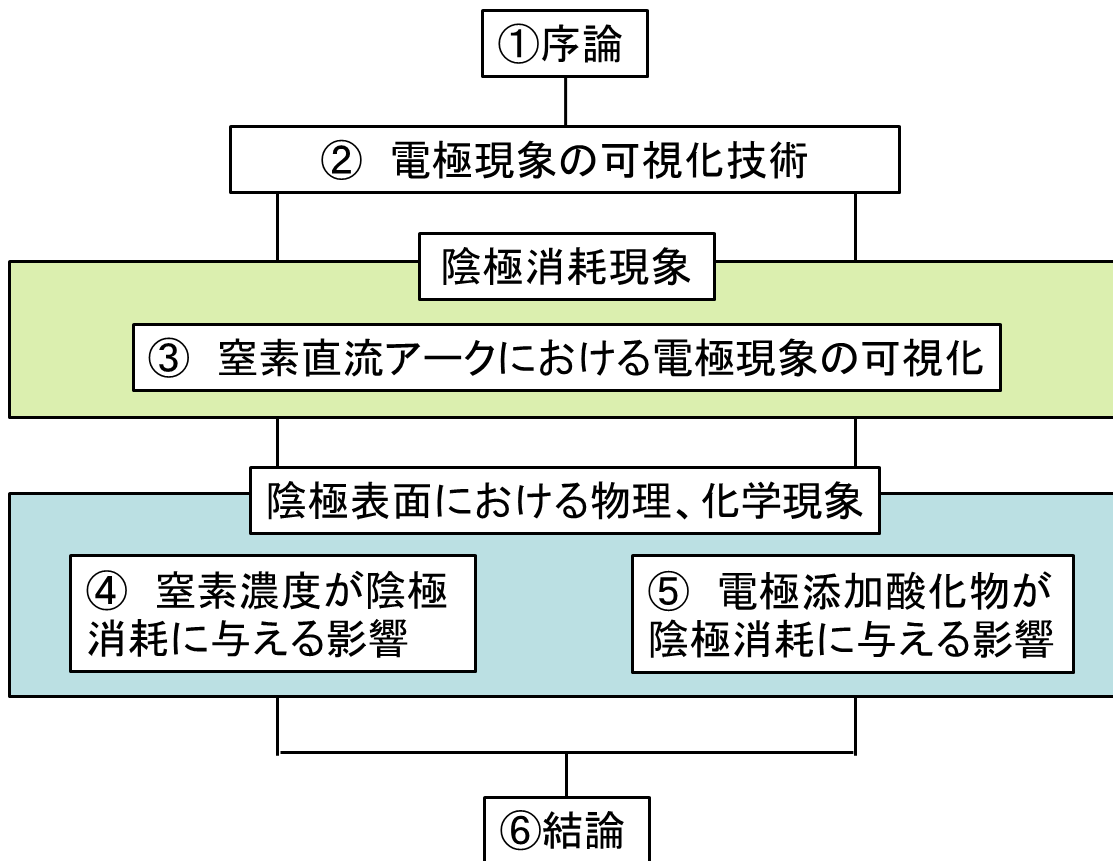 ①序論
② 電極現象の可視化技術
陰極消耗現象
③ 窒素直流アークにおける電極現象の可視化
陰極表面における物理、化学現象
④ 窒素濃度が陰極
消耗に与える影響
⑤ 電極添加酸化物が
陰極消耗に与える影響
⑥結論